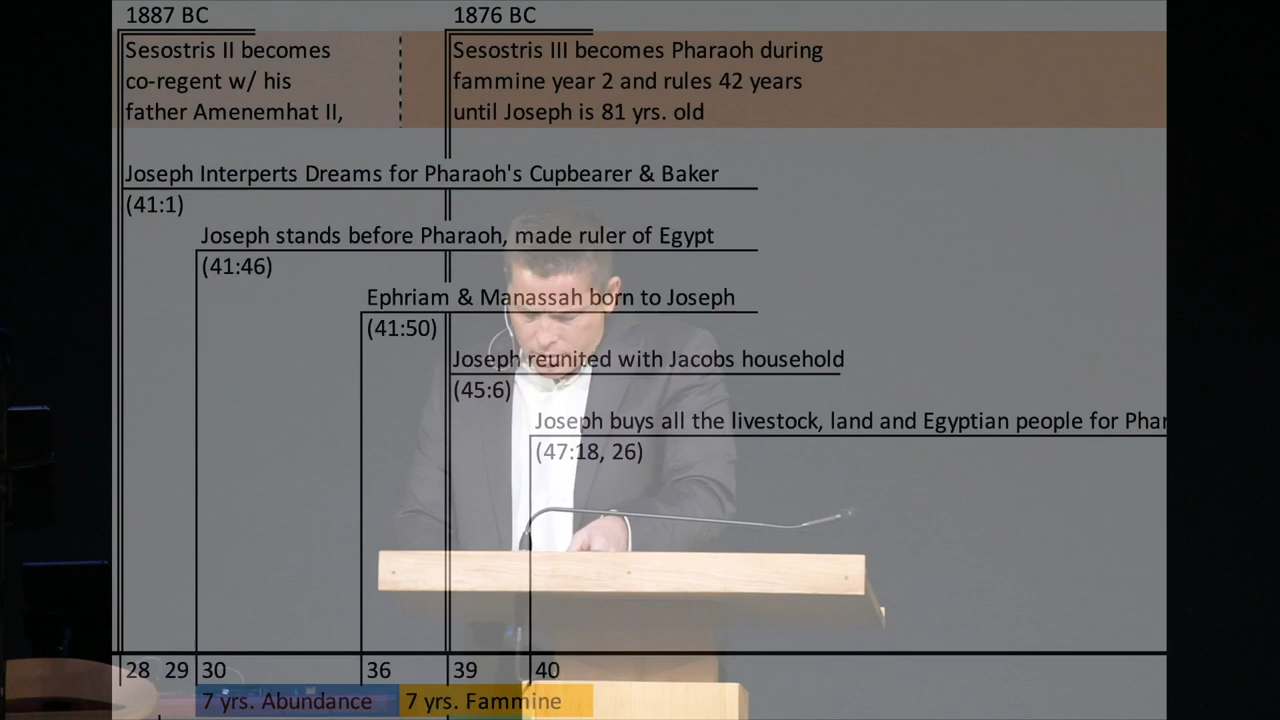 1887 BC
1876 BC
Sesostris II becomes
co-regent w/ his
father Amenemhat II,
Sesostris III becomes Pharaoh during
fammine year 2 and rules 42 years
until Joseph is 81 yrs. old
Joseph Interperts Dreams for Pharaoh's Cupbearer & Baker
(41:1)
Joseph stands before Pharaoh, made ruler of Egypt
(41:46)
Ephriam & Manassah born to Joseph
(41:50)
Joseph reunited with Jacobs household
(45:6)
Joseph buys all the livestock, land and Egyptian people for Phar
(47:18, 26)
28 29 30 36 39 40
7 yrs. Abundance 7 yrs. Fammine